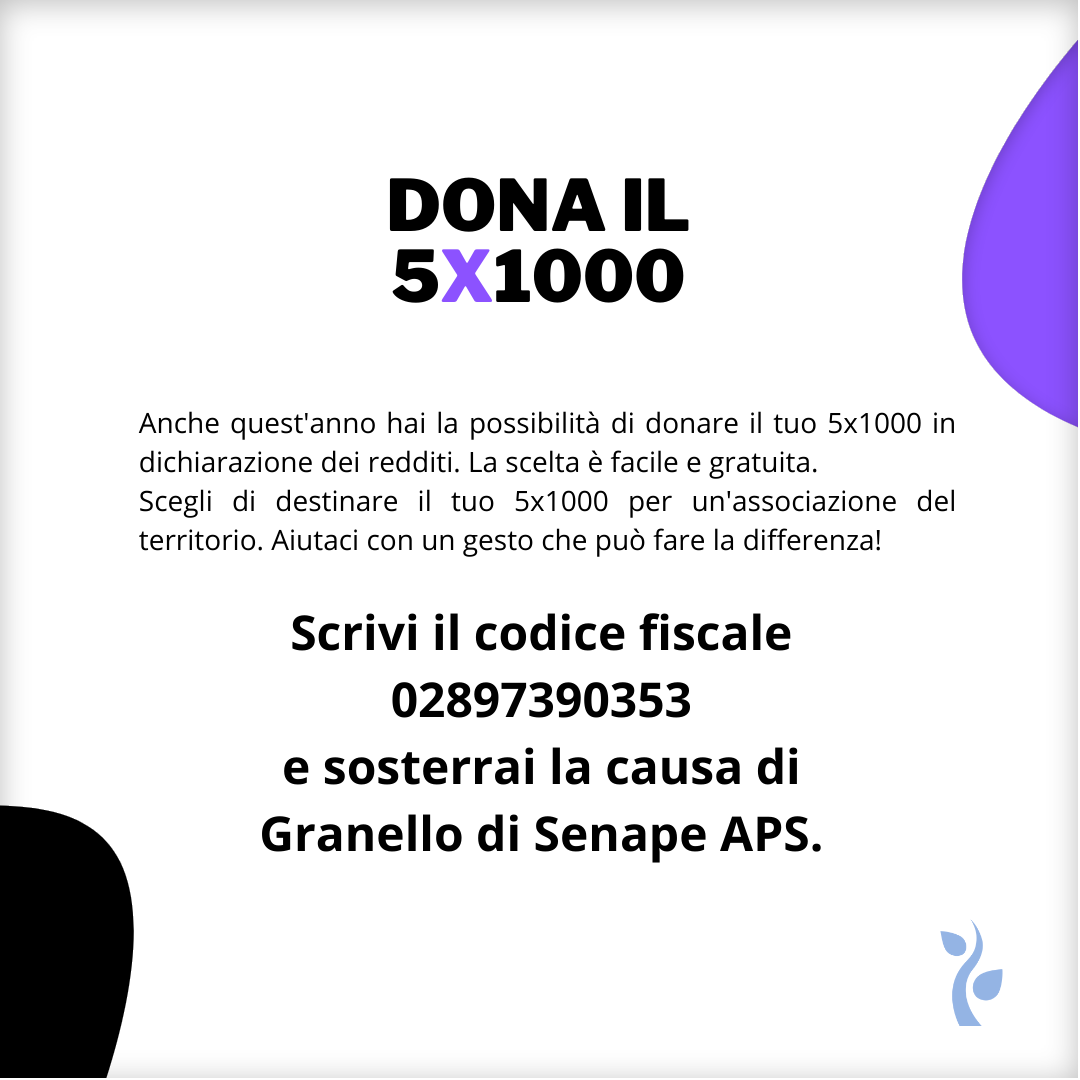 DONA IL
5X1000
Anche quest'anno hai la possibilità di donare il tuo 5x1000 in
dichiarazione dei redditi. La scelta è facile e gratuita.
Scegli di destinare il tuo 5x1000 per un'associazione del
territorio. Aiutaci con un gesto che può fare la differenza!
Scrivi il codice fiscale
02897390353
e sosterrai la causa di
Granello di Senape APS.